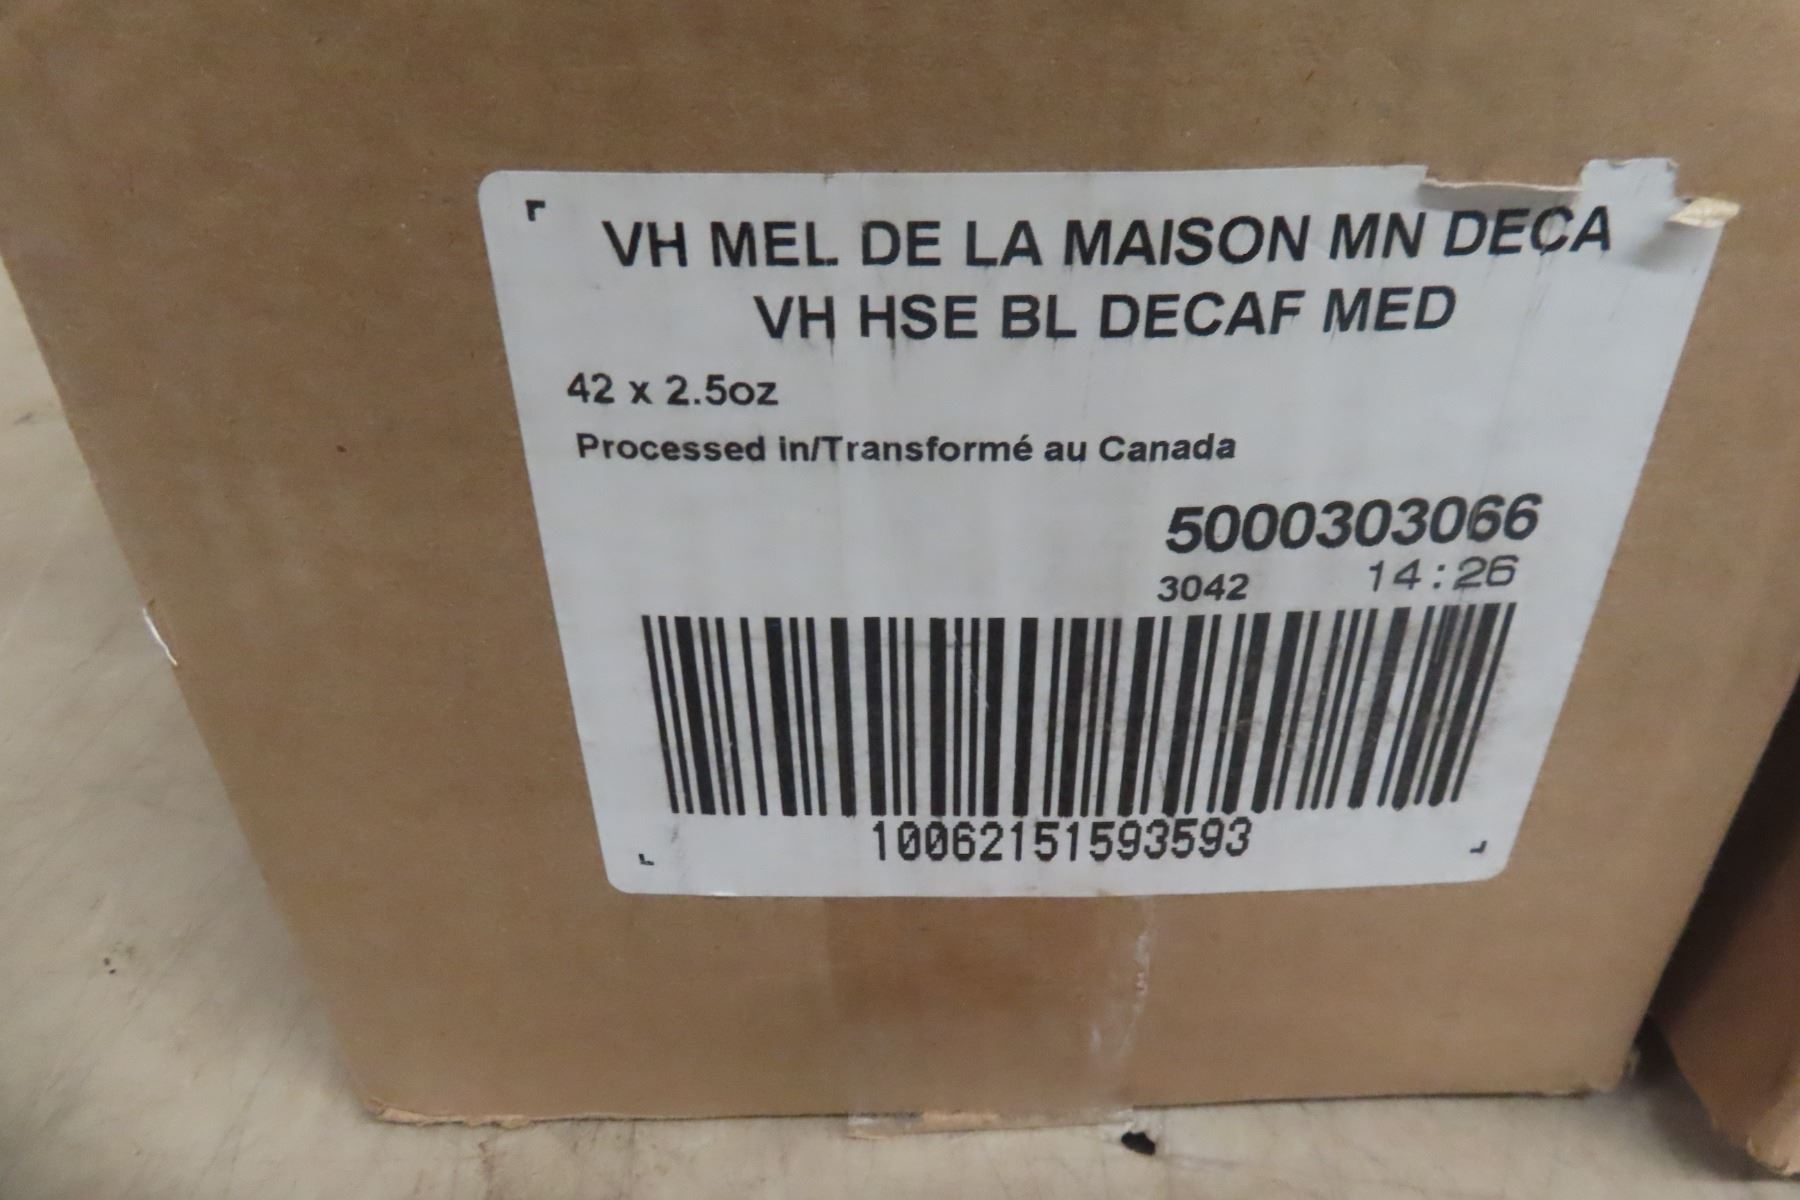 VH MEL DE LA MAISON MN DECA
VH HSE BL DECAF MED
42 x 2.5oz
Processed in/Transformé au Canada
5000303066
3042 14:26
10062151593593